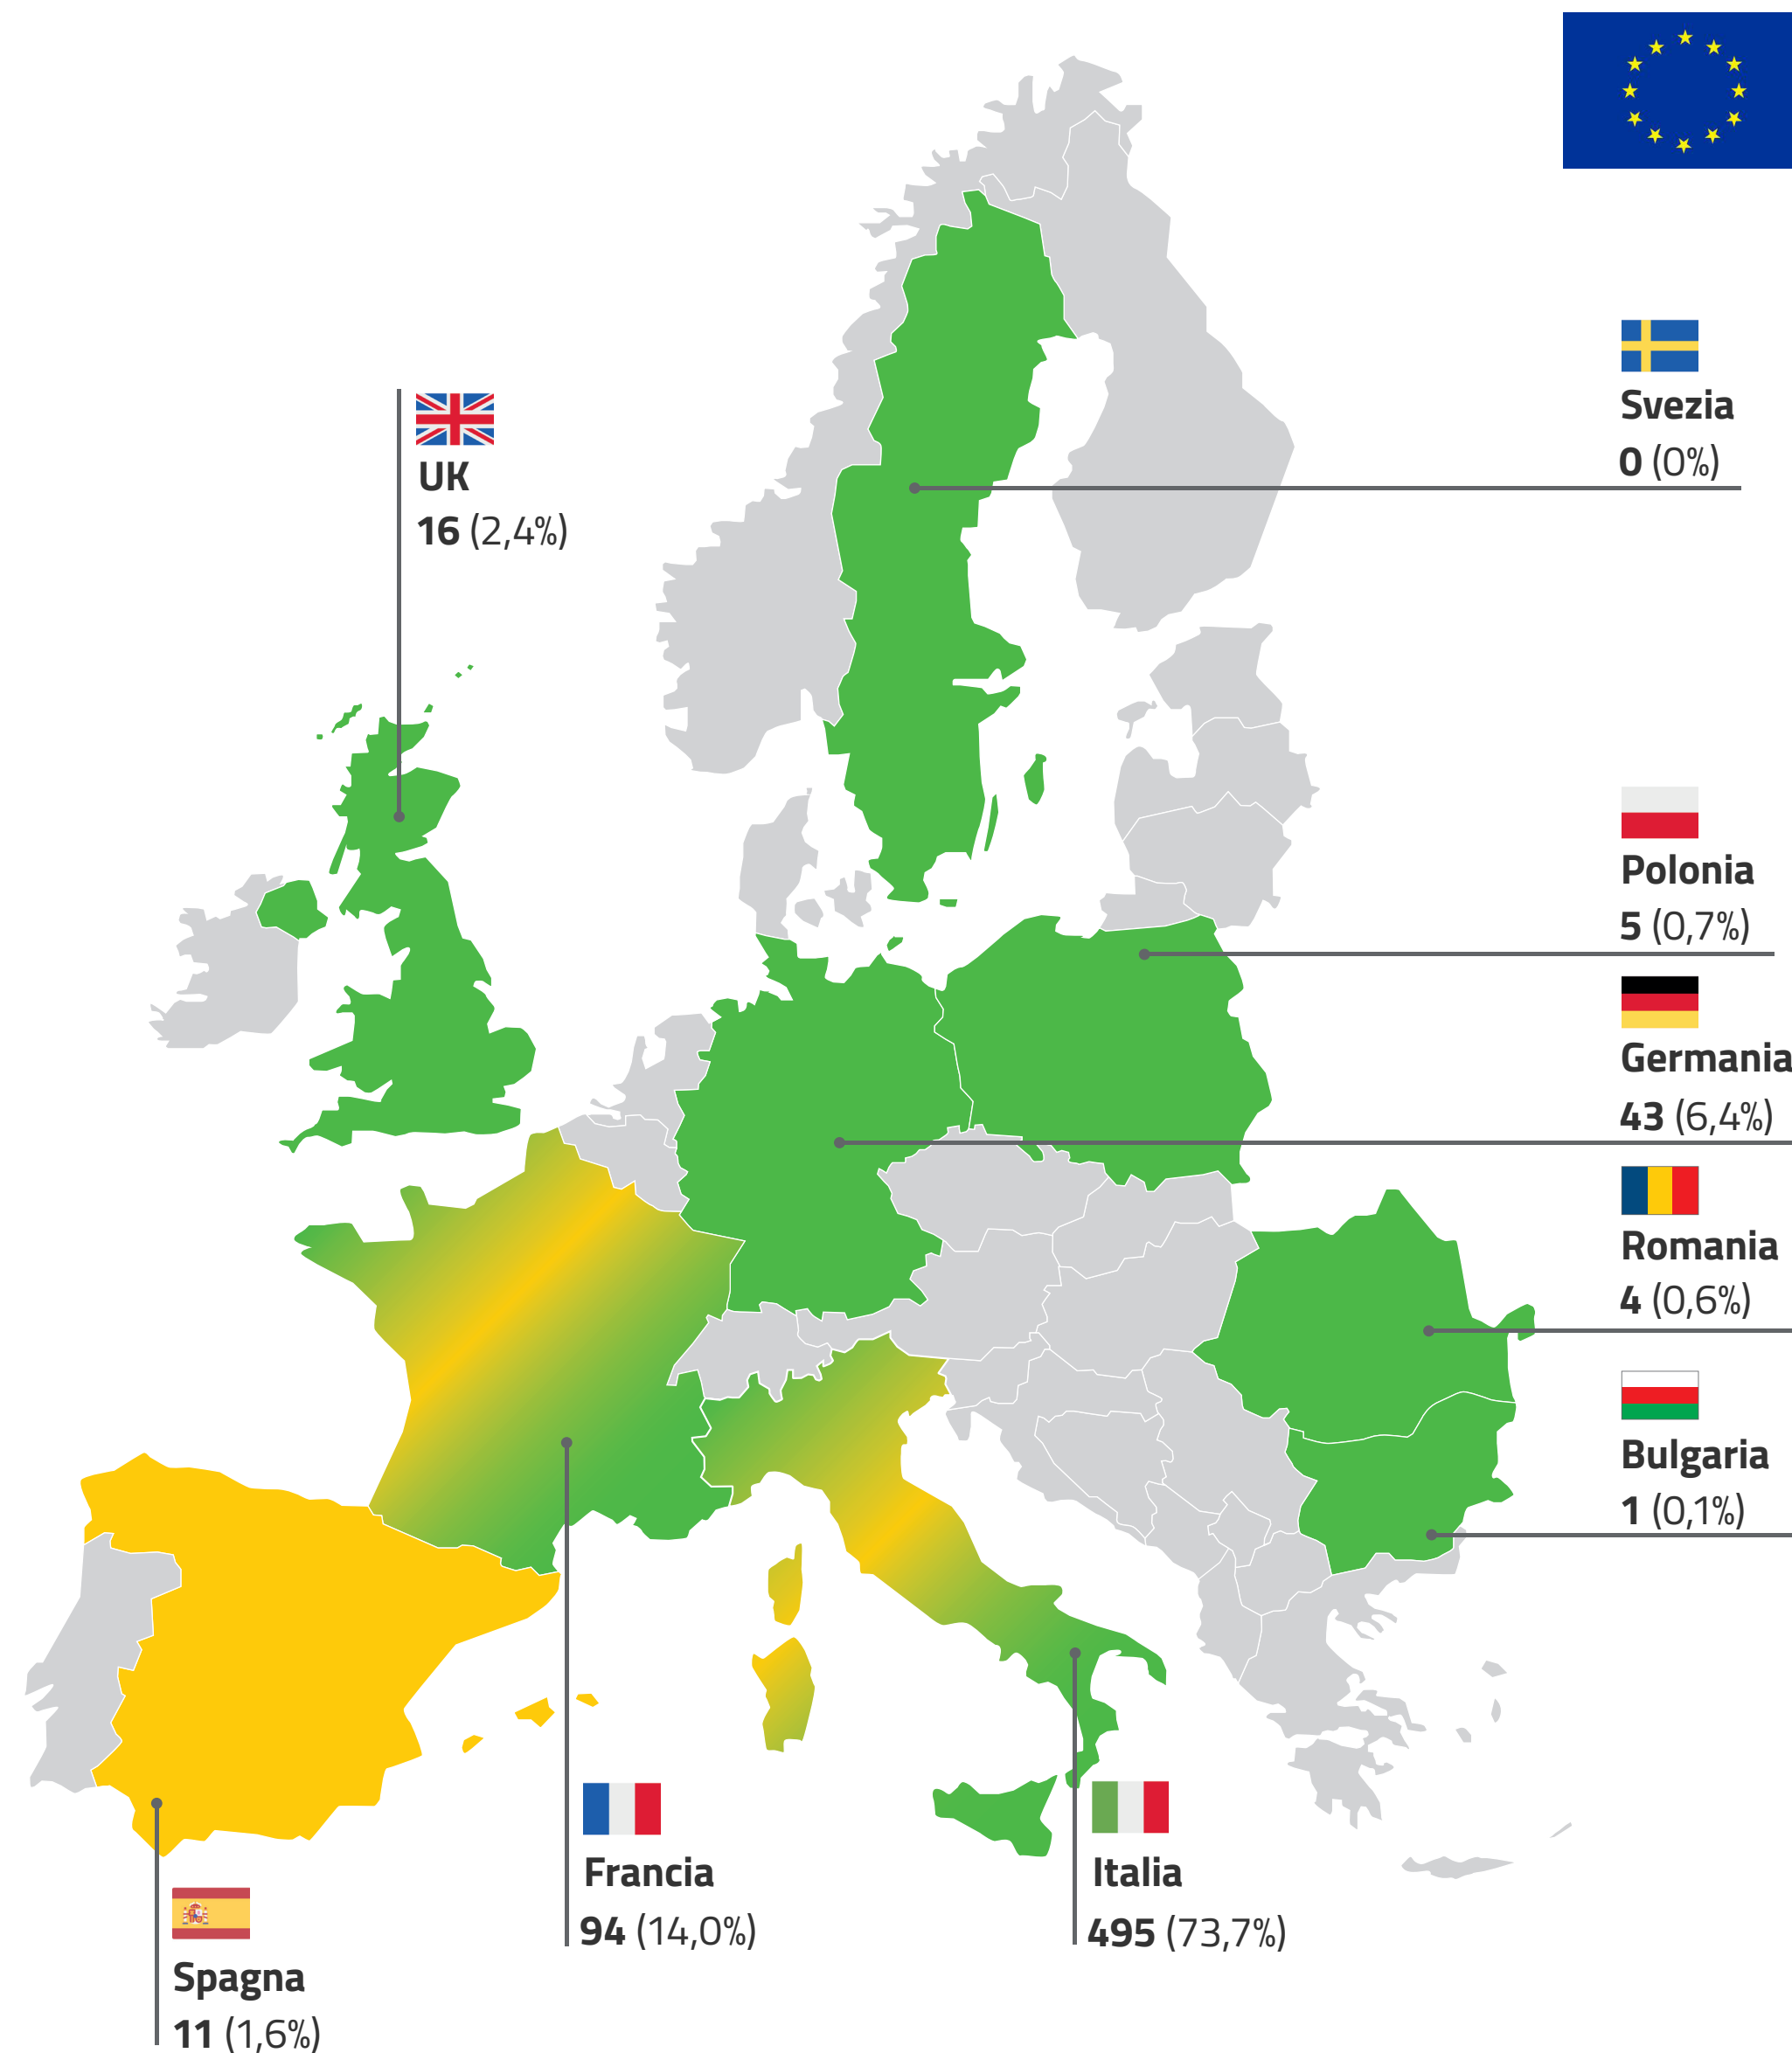 UK
16 (2,4%)
Svezia
0 (0%)
Polonia
5 (0,7%)
Germania
43 (6,4%)
Romania
4 (0,6%)
Bulgaria
1 (0,1%)
Francia
94 (14,0%)
Italia
495 (73,7%)
Spagna
11 (1,6%)